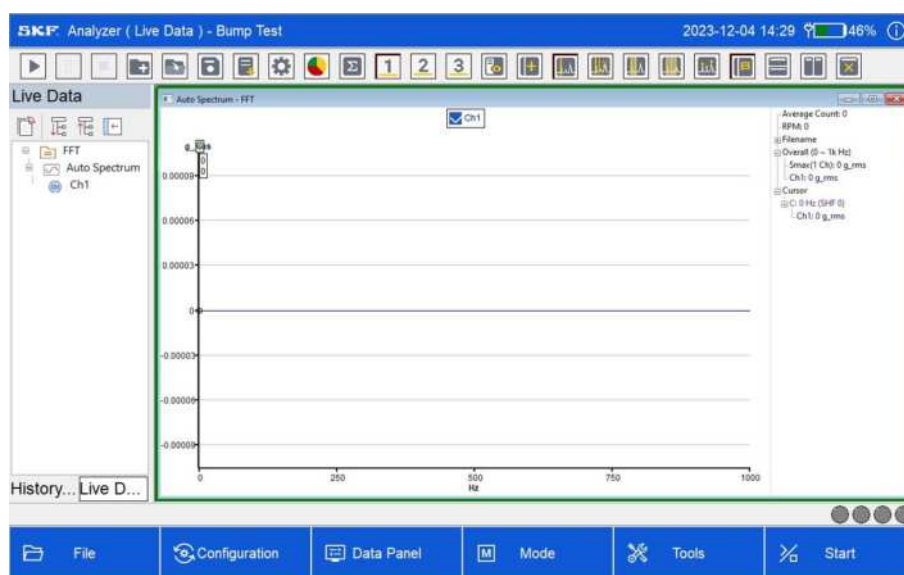 SKF Analyzer ( Live Data ) - Bump Test 2023-12-04 14:29 46%
1 2 3
Live Data
FFT
Auto Spectrum
Ch1
History... Live D...
Auto Spectrum - FFT
Ch1
0
0
0.00009
0.00006
0.00003
0
-0.00003
-0.00006
-0.00009
0 250 500 750 1000
Hz
Average Count: 0
RPM: 0
Filename
Overall (0 ~ 1k Hz)
Smax(1 Ch): 0 g_rms
Ch1: 0 g_rms
Cursor
C: 0 Hz (SHF 0)
Ch1: 0 g_rms
File Configuration Data Panel M Mode Tools Start